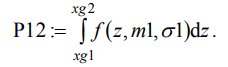 xg2
P12 := ∫ f(z, m1, σ1)dz .
xg1